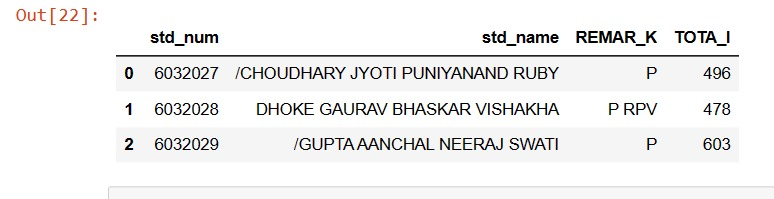 Out[22]:
std_num std_name REMAR_K TOTA_l
0 6032027 /CHOUDHARY JYOTI PUNIYANAND RUBY P 496
1 6032028 DHOKE GAURAV BHASKAR VISHAKHA P RPV 478
2 6032029 /GUPTA AANCHAL NEERAJ SWATI P 603